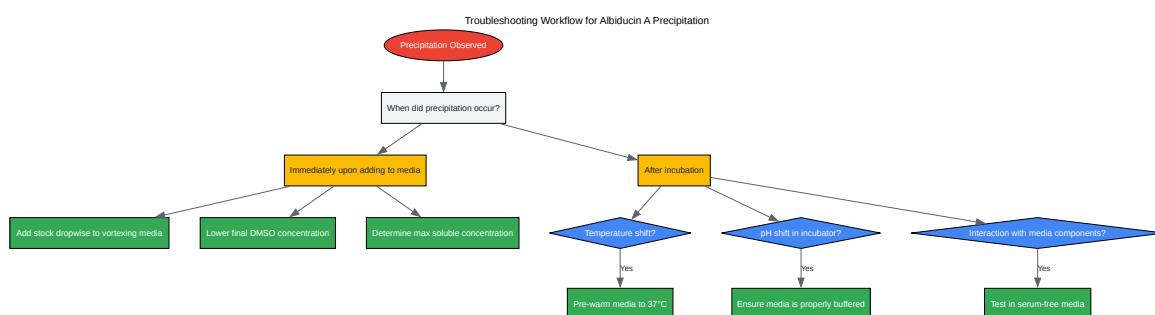 Troubleshooting Workflow for Albiducin A Precipitation
Precipitation Observed
When did precipitation occur?
Immediately upon adding to media
After incubation
Add stock dropwise to vortexing media
Lower final DMSO concentration
Determine max soluble concentration
Temperature shift?
pH shift in incubator?
Interaction with media components?
Yes
Yes
Yes
Pre-warm media to 37°C
Ensure media is properly buffered
Test in serum-free media